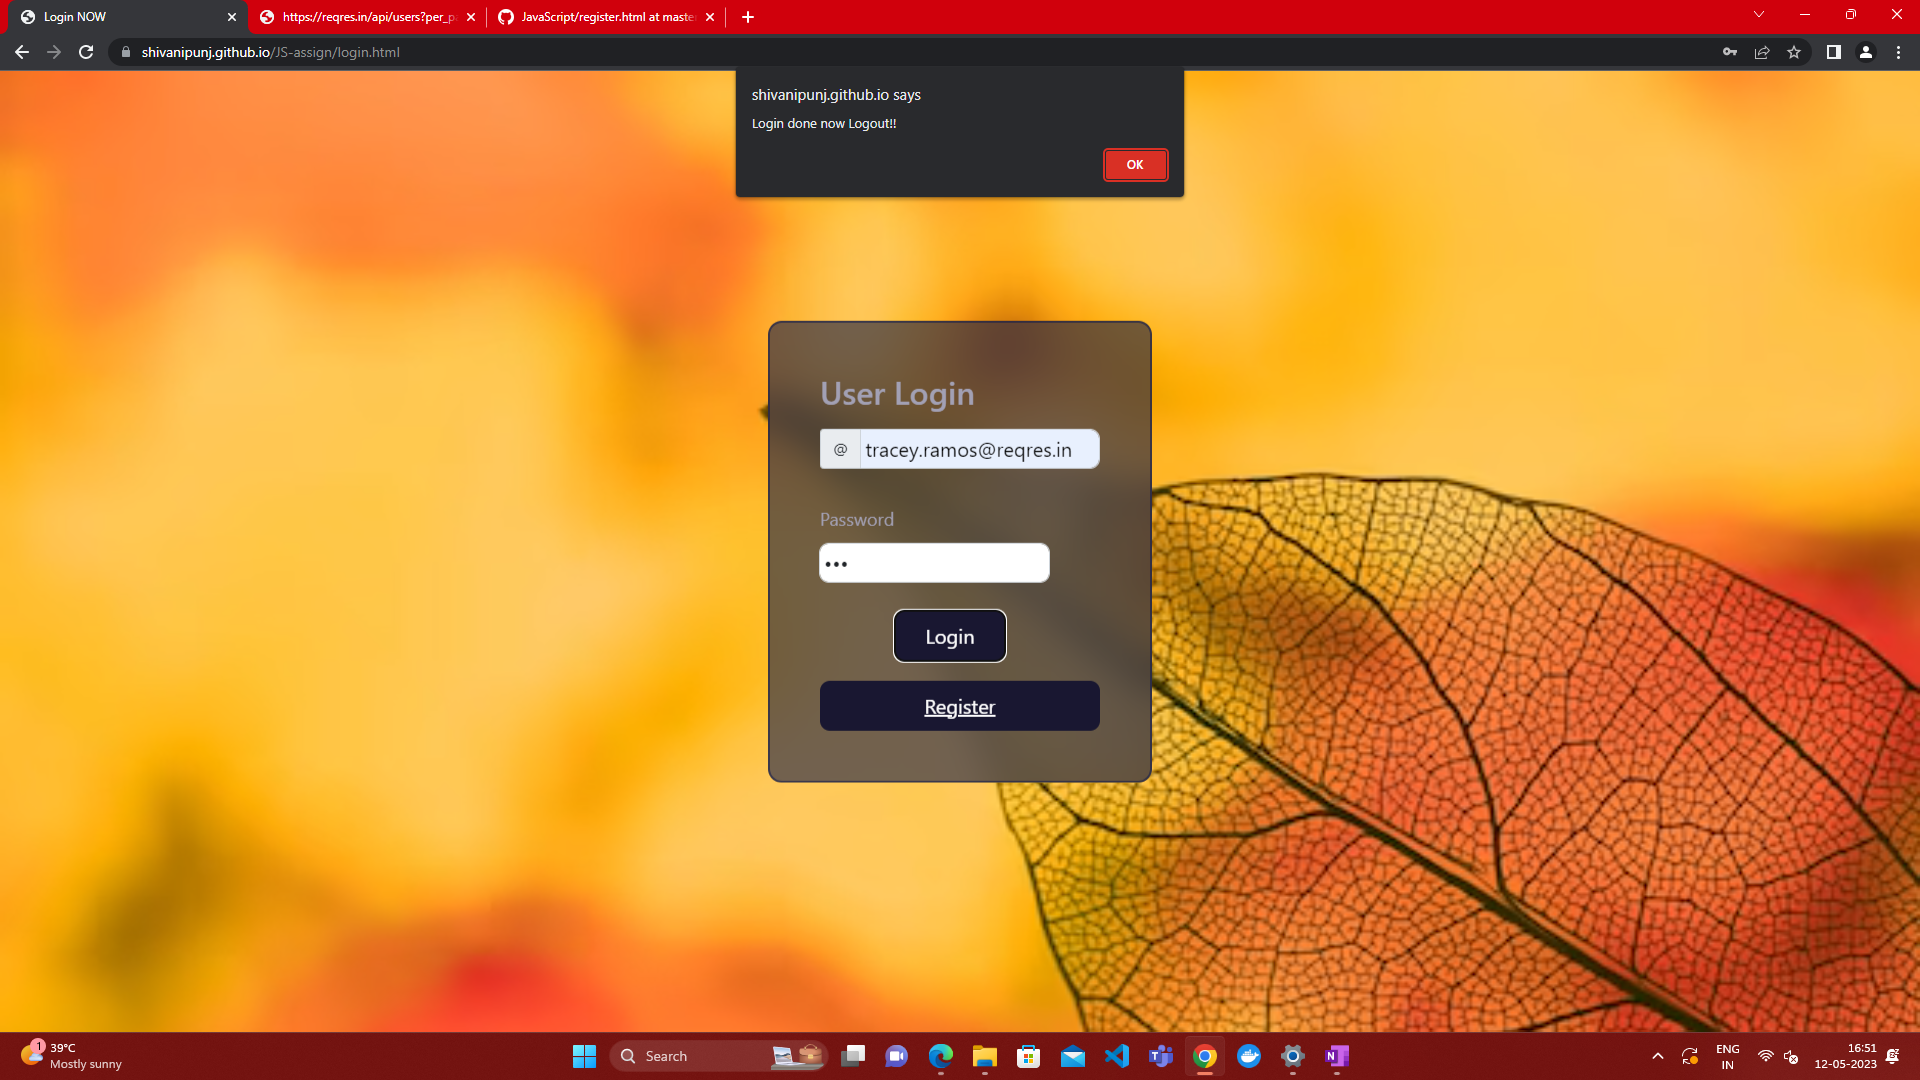 Login NOW
https://reqres.in/api/users?per_p
JavaScript/register.html at maste
shivanipunj.github.io/JS-assign/login.html
shivanipunj.github.io says
Login done now Logout!!
OK
User Login
@ tracey.ramos@reqres.in
Password
Login
Register
1
39°C
Mostly sunny
Search
ENG
IN
16:51
12-05-2023